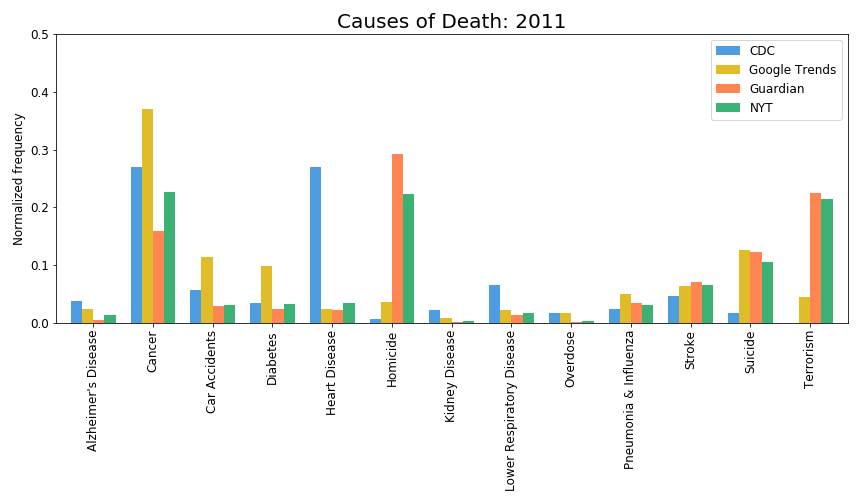 Causes of Death: 2011
Normalized frequency
0.5
0.4
0.3
0.2
0.1
0.0
CDC
Google Trends
Guardian
NYT
Alzheimer's Disease
Cancer
Car Accidents
Diabetes
Heart Disease
Homicide
Kidney Disease
Lower Respiratory Disease
Overdose
Pneumonia & Influenza
Stroke
Suicide
Terrorism